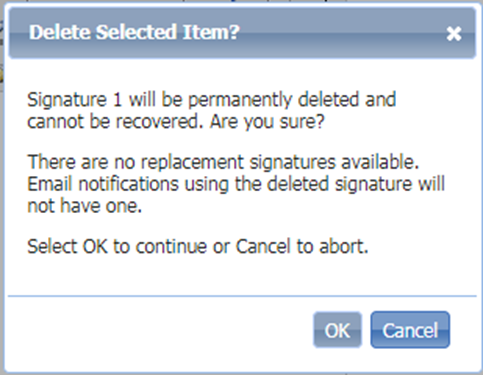 Delete Selected Item?
Signature 1 will be permanently deleted and
cannot be recovered. Are you sure?
There are no replacement signatures available.
Email notifications using the deleted signature will
not have one.
Select OK to continue or Cancel to abort.
OK Cancel